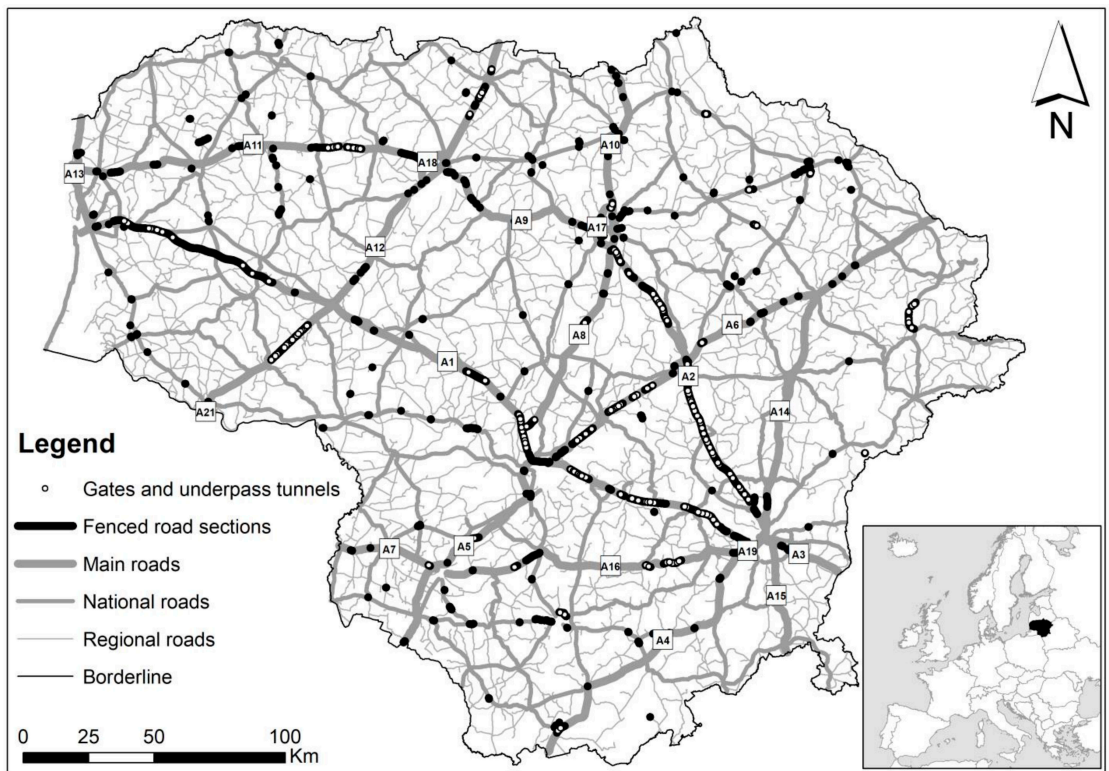 N
A11
A18
A10
A13
A17
A9
A12
A8
A6
A1
A2
A21
A14
Legend
Gates and underpass tunnels
Fenced road sections
Main roads
National roads
Regional roads
Borderline
A7
A5
A16
A19
A3
A15
A4
0 25 50 100
Km